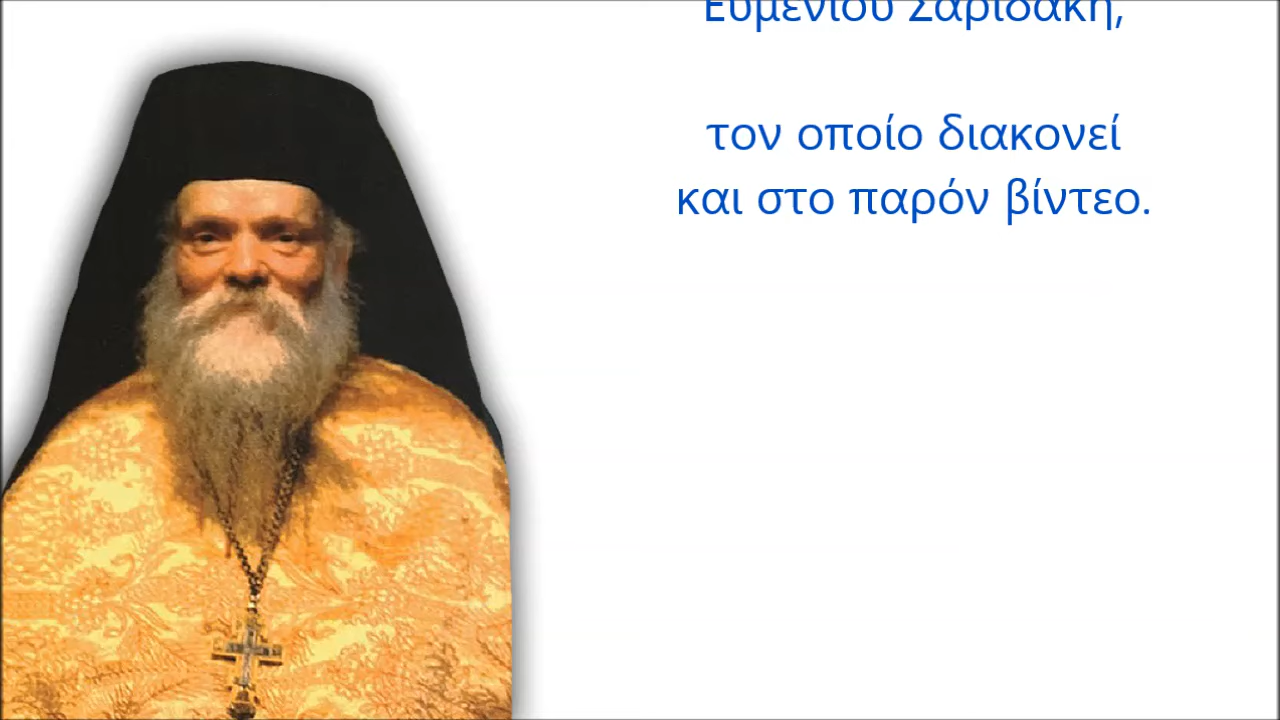 Ευμενίου Σαριδάκη,
τον οποίο διακονεί
και στο παρόν βίντεο.